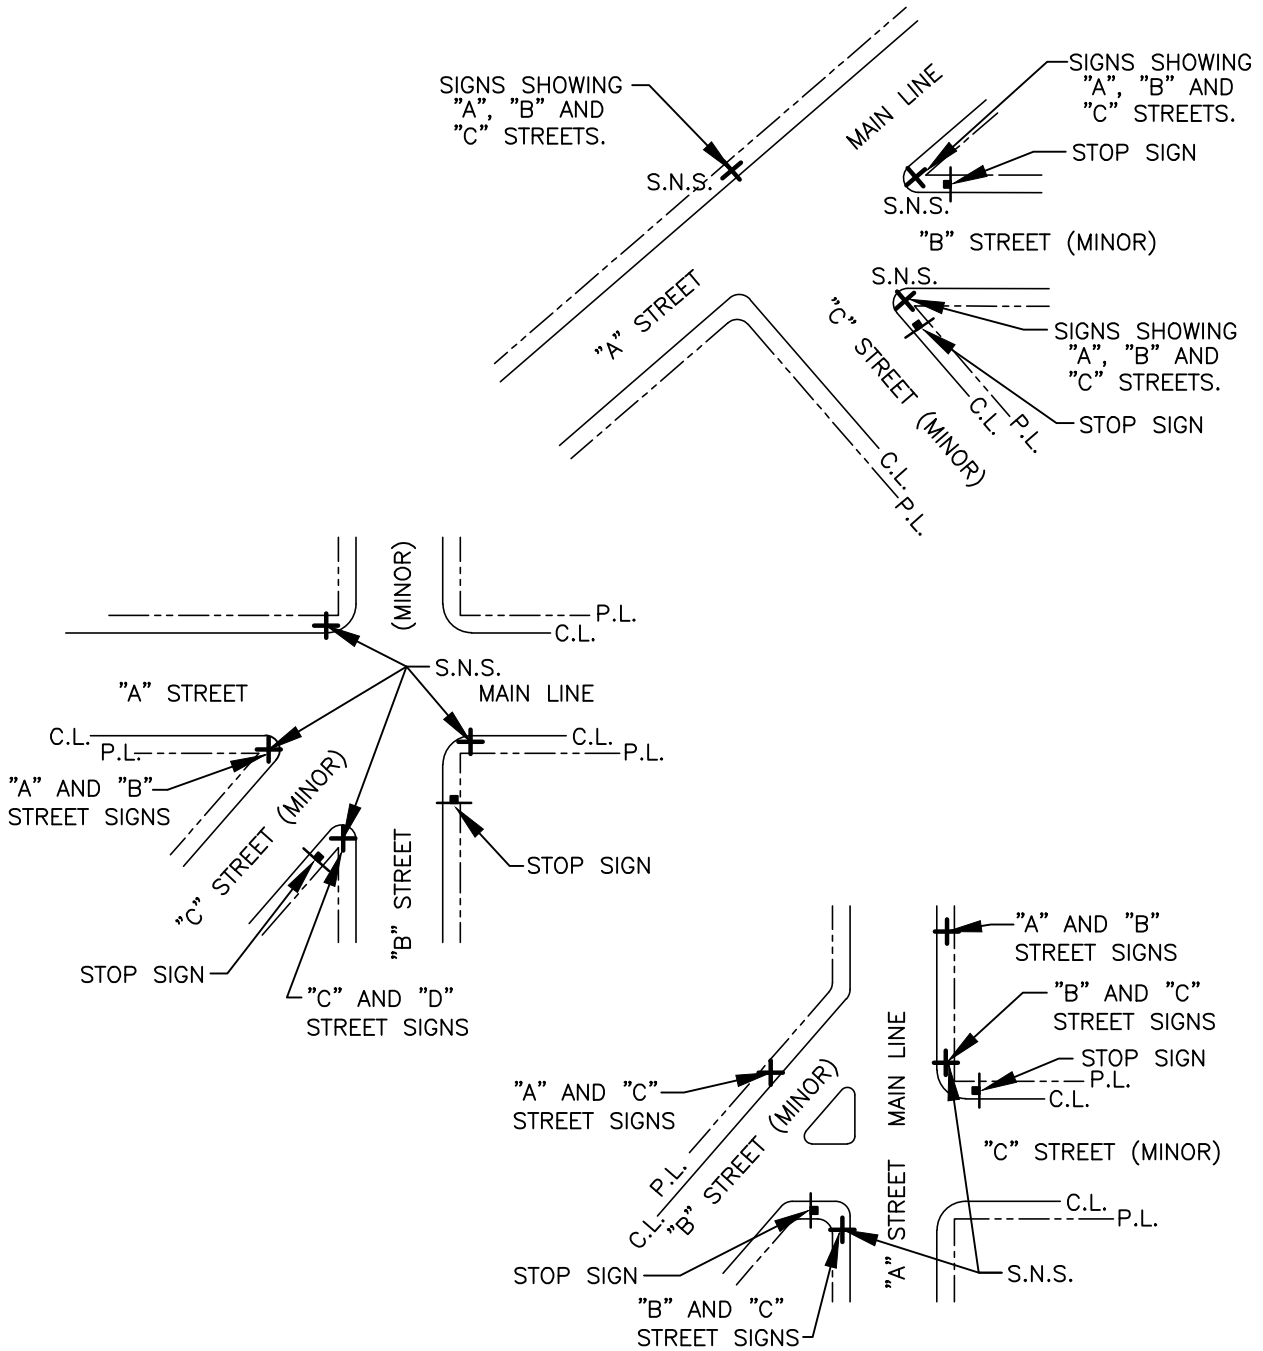 SIGNS SHOWING
"A", "B" AND
"C" STREETS.
MAIN LINE
SIGNS SHOWING
"A", "B" AND
"C" STREETS.
STOP SIGN
S.N.S.
S.N.S.
"B" STREET (MINOR)
S.N.S.
"A" STREET
"C" STREET (MINOR)
SIGNS SHOWING
"A", "B" AND
"C" STREETS.
STOP SIGN
C.L.
P.L.
C.L.
P.L.
(MINOR)
P.L.
C.L.
S.N.S.
"A" STREET
MAIN LINE
C.L.
P.L.
C.L.
P.L.
"A" AND "B"
STREET SIGNS
"C" STREET (MINOR)
"B" STREET
STOP SIGN
STOP SIGN
"C" AND "D"
STREET SIGNS
"A" AND "B"
STREET SIGNS
"B" AND "C"
STREET SIGNS
MAIN LINE
STOP SIGN
P.L.
C.L.
"A" AND "C"
STREET SIGNS
"B" STREET (MINOR)
"C" STREET (MINOR)
P.L.
C.L.
"A" STREET
C.L.
P.L.
STOP SIGN
S.N.S.
"B" AND "C"
STREET SIGNS